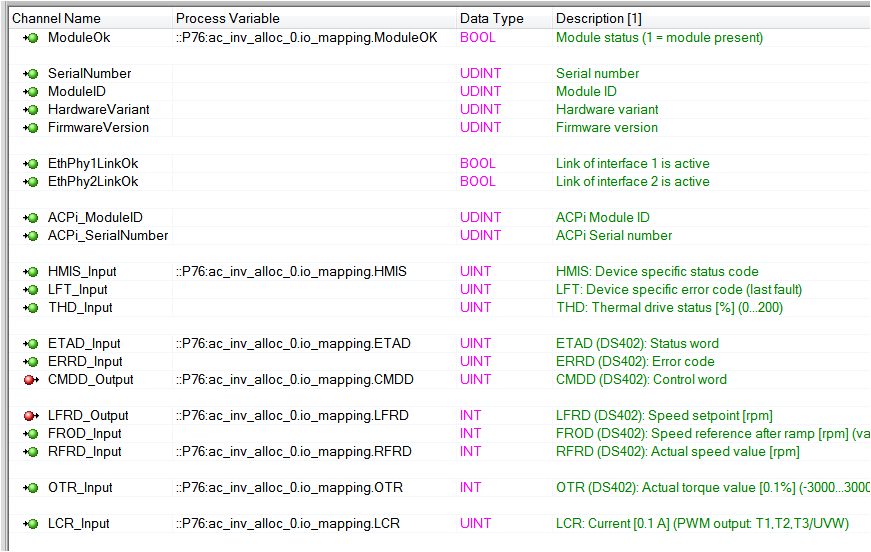 Channel Name Process Variable Data Type Description [1]
ModuleOk ::P76:ac_inv_alloc_0.io_mapping.ModuleOK BOOL Module status (1 = module present)
SerialNumber UDINT Serial number
ModuleID UDINT Module ID
HardwareVariant UDINT Hardware variant
FirmwareVersion UDINT Firmware version
EthPhy1LinkOk BOOL Link of interface 1 is active
EthPhy2LinkOk BOOL Link of interface 2 is active
ACPi_ModuleID UDINT ACPi Module ID
ACPi_SerialNumber UDINT ACPi Serial number
HMIS_Input ::P76:ac_inv_alloc_0.io_mapping.HMIS UINT HMIS: Device specific status code
LFT_Input UINT LFT: Device specific error code (last fault)
THD_Input UINT THD: Thermal drive status [%] (0...200)
ETAD_Input ::P76:ac_inv_alloc_0.io_mapping.ETAD UINT ETAD (DS402): Status word
ERRD_Input UINT ERRD (DS402): Error code
CMDD_Output ::P76:ac_inv_alloc_0.io_mapping.CMDD UINT CMDD (DS402): Control word
LFRD_Output ::P76:ac_inv_alloc_0.io_mapping.LFRD INT LFRD (DS402): Speed setpoint [rpm]
FROD_Input INT FROD (DS402): Speed reference after ramp [rpm] (va
RFRD_Input ::P76:ac_inv_alloc_0.io_mapping.RFRD INT RFRD (DS402): Actual speed value [rpm]
OTR_Input ::P76:ac_inv_alloc_0.io_mapping.OTR INT OTR (DS402): Actual torque value [0.1%] (-3000...3000
LCR_Input ::P76:ac_inv_alloc_0.io_mapping.LCR UINT LCR: Current [0.1 A] (PWM output: T1,T2,T3/UVW)